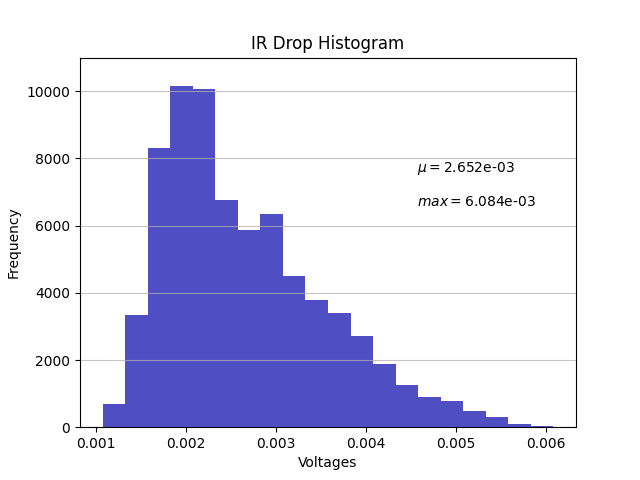 IR Drop Histogram
10000
8000
6000
4000
2000
0
Frequency
μ = 2.652e-03
max = 6.084e-03
0.001 0.002 0.003 0.004 0.005 0.006
Voltages